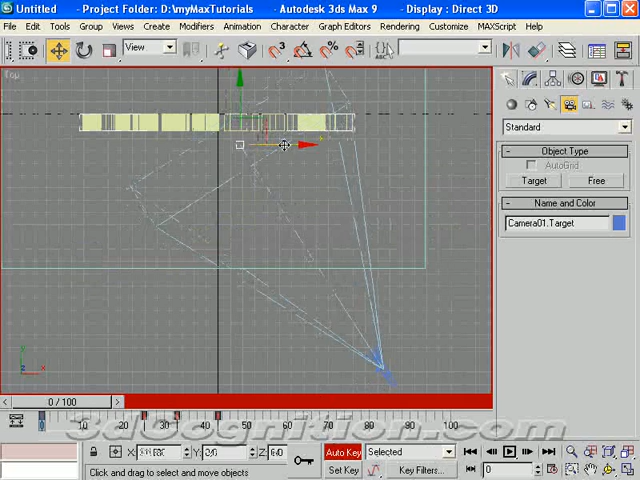 Untitled - Project Folder: D:\myMaxTutorials - Autodesk 3ds Max 9 - Display : Direct 3D
File Edit Tools Group Views Create Modifiers Animation Character Graph Editors Rendering Customize MAXScript Help
View
Top
Standard
- Object Type
AutoGrid
Target Free
- Name and Color
Camera01.Target
0 / 100
0 10 20 30 40 50 60 70 80 90 100
3dCognition.com
X: Y: Z: Auto Key Selected
Click and drag to select and move objects Set Key Key Filters... 0